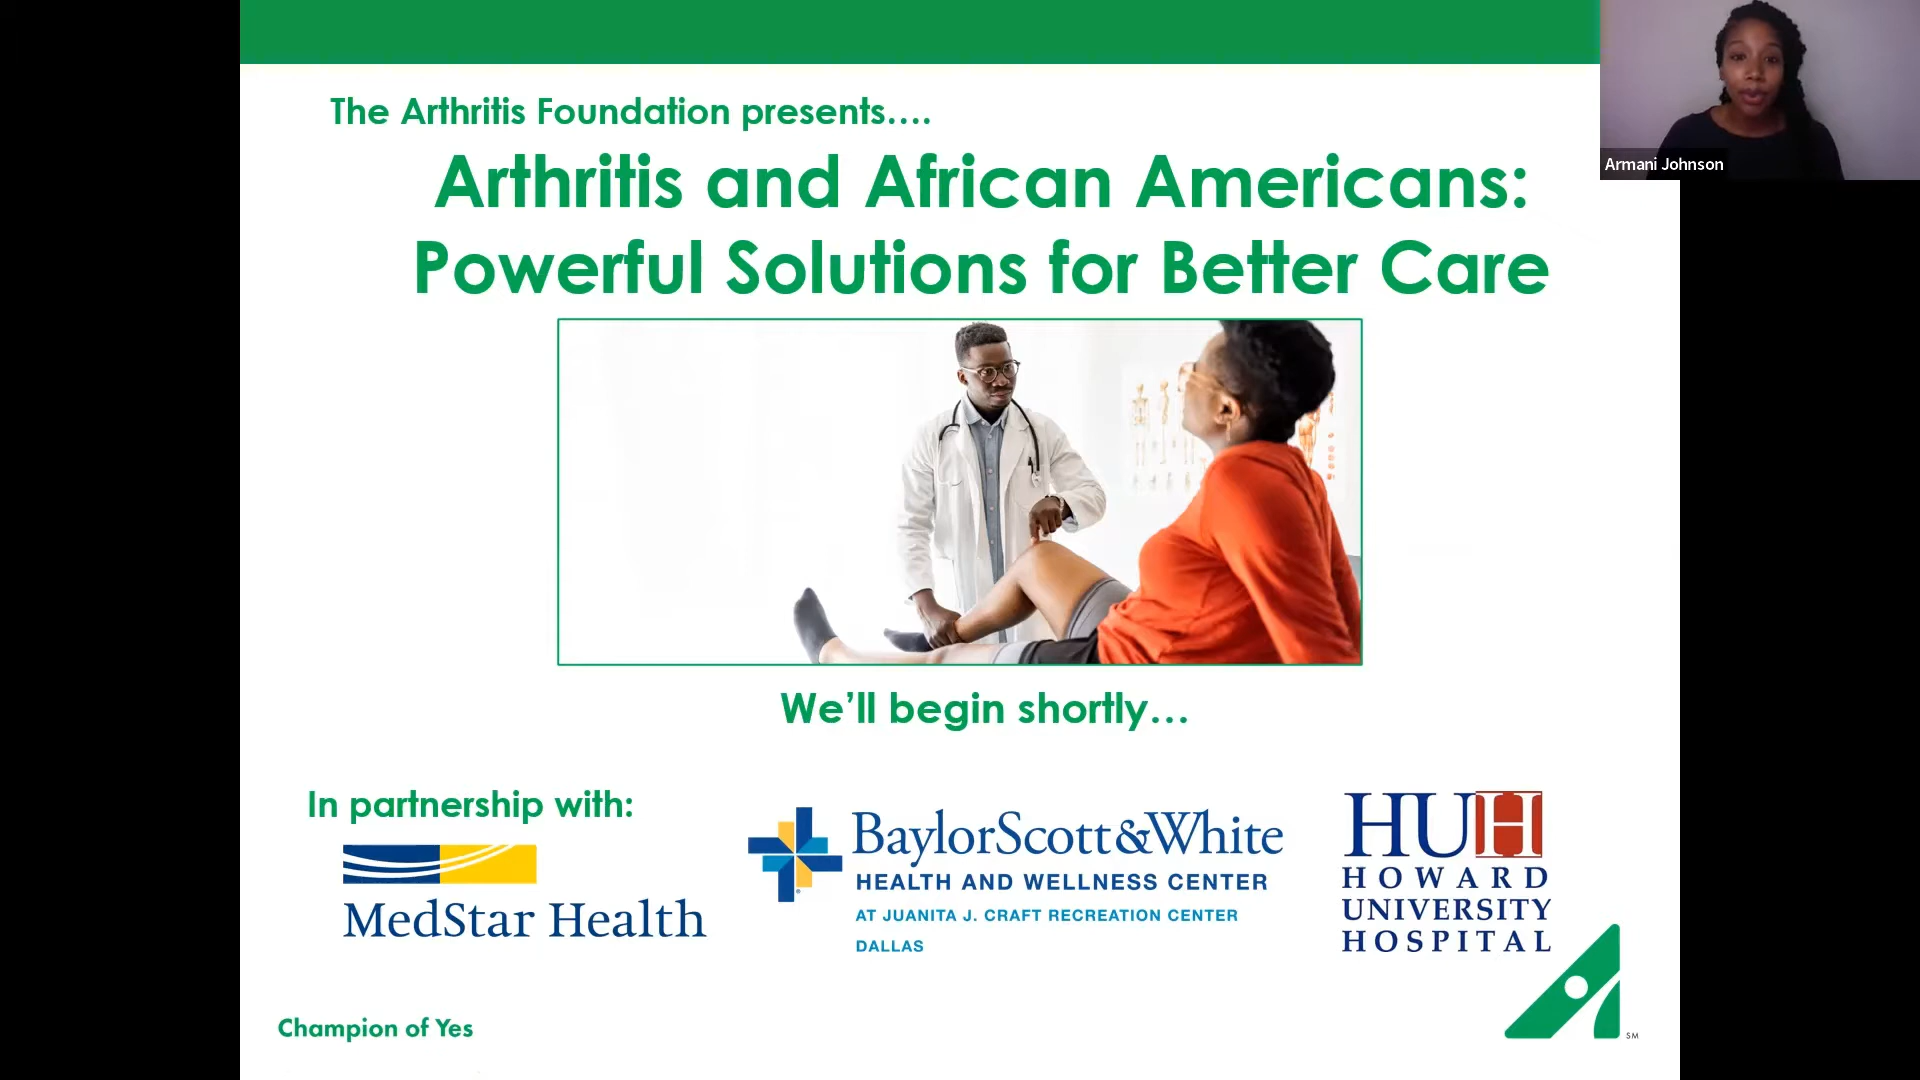 The Arthritis Foundation presents….
Arthritis and African Americans:
Powerful Solutions for Better Care
Armani Johnson
We’ll begin shortly…
In partnership with:
MedStar Health
BaylorScott&White
HEALTH AND WELLNESS CENTER
AT JUANITA J. CRAFT RECREATION CENTER
DALLAS
HUH
HOWARD
UNIVERSITY
HOSPITAL
Champion of Yes
SM